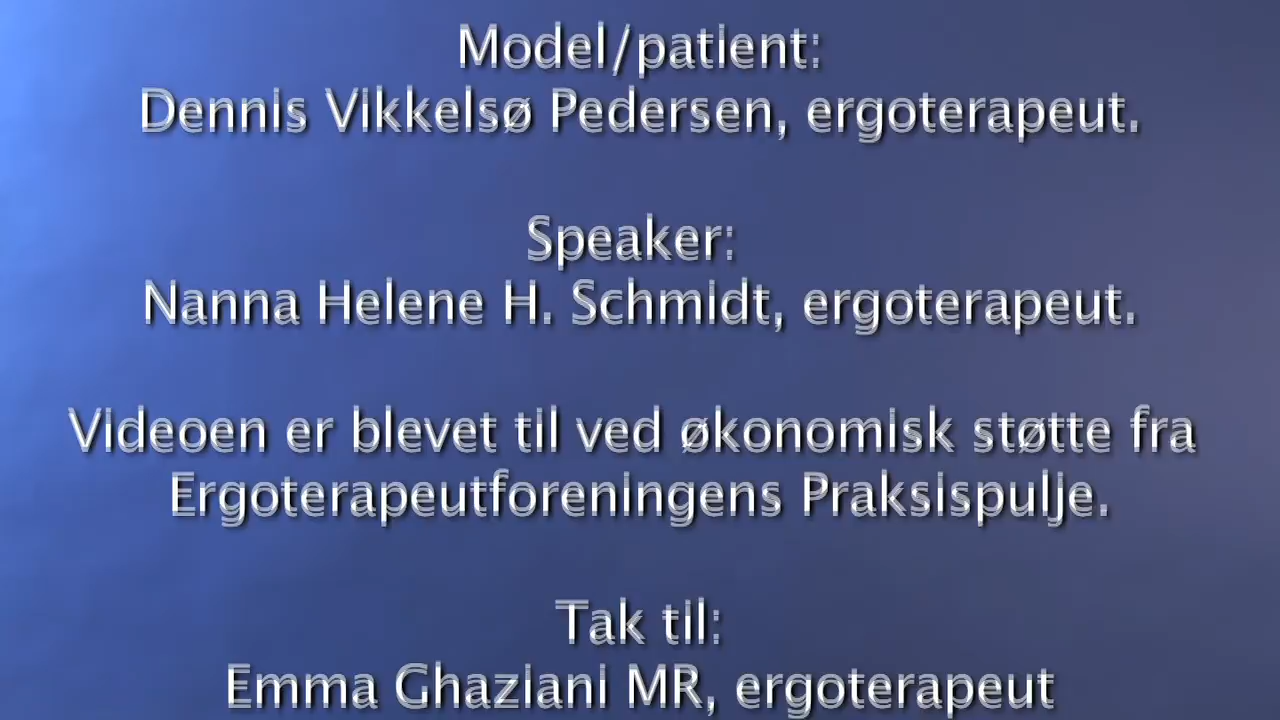 Model/patient:
Dennis Vikkelsø Pedersen, ergoterapeut.
Speaker:
Nanna Helene H. Schmidt, ergoterapeut.
Videoen er blevet til ved økonomisk støtte fra
Ergoterapeutforeningens Praksispulje.
Tak til:
Emma Ghaziani MR, ergoterapeut